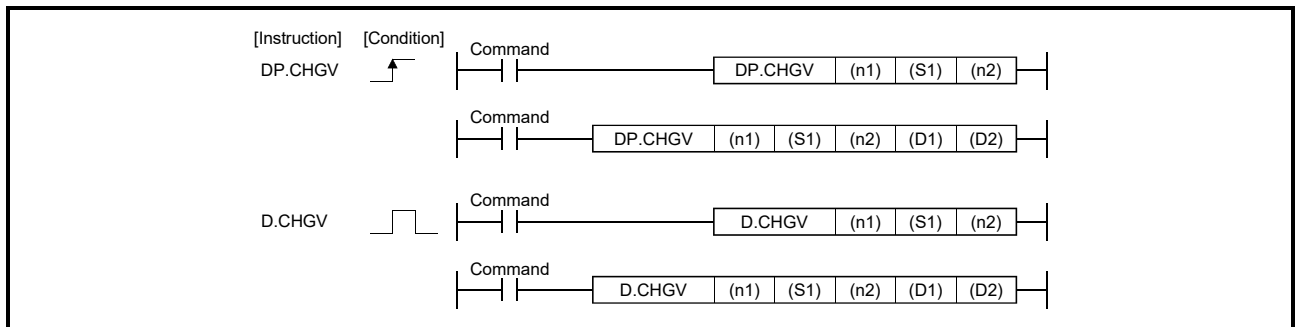 [Instruction] [Condition]
Command
DP.CHGV DP.CHGV (n1) (S1) (n2)
Command
DP.CHGV (n1) (S1) (n2) (D1) (D2)
Command
D.CHGV D.CHGV (n1) (S1) (n2)
Command
D.CHGV (n1) (S1) (n2) (D1) (D2)